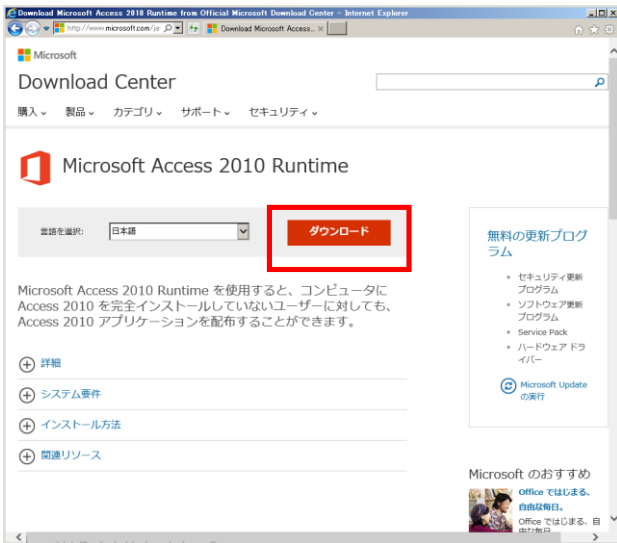 Download Microsoft Access 2010 Runtime from Official Microsoft Download Center - Internet Explorer
http://www.microsoft.com/ja
Download Microsoft Access...
Microsoft
Download Center
購入 製品 カテゴリ サポート セキュリティ
Microsoft Access 2010 Runtime
言語を選択: 日本語 ダウンロード
Microsoft Access 2010 Runtime を使用すると、コンピュータに
Access 2010 を完全インストールしていないユーザーに対しても、
Access 2010 アプリケーションを配布することができます。
詳細
システム要件
インストール方法
関連リソース
無料の更新プログ
ラム
セキュリティ更新
プログラム
ソフトウェア更新
プログラム
Service Pack
ハードウェア ドラ
イバー
Microsoft Update
の実行
Microsoft のおすすめ
Office ではじまる、
自由な毎日。
Office ではじまる、自
由な毎日